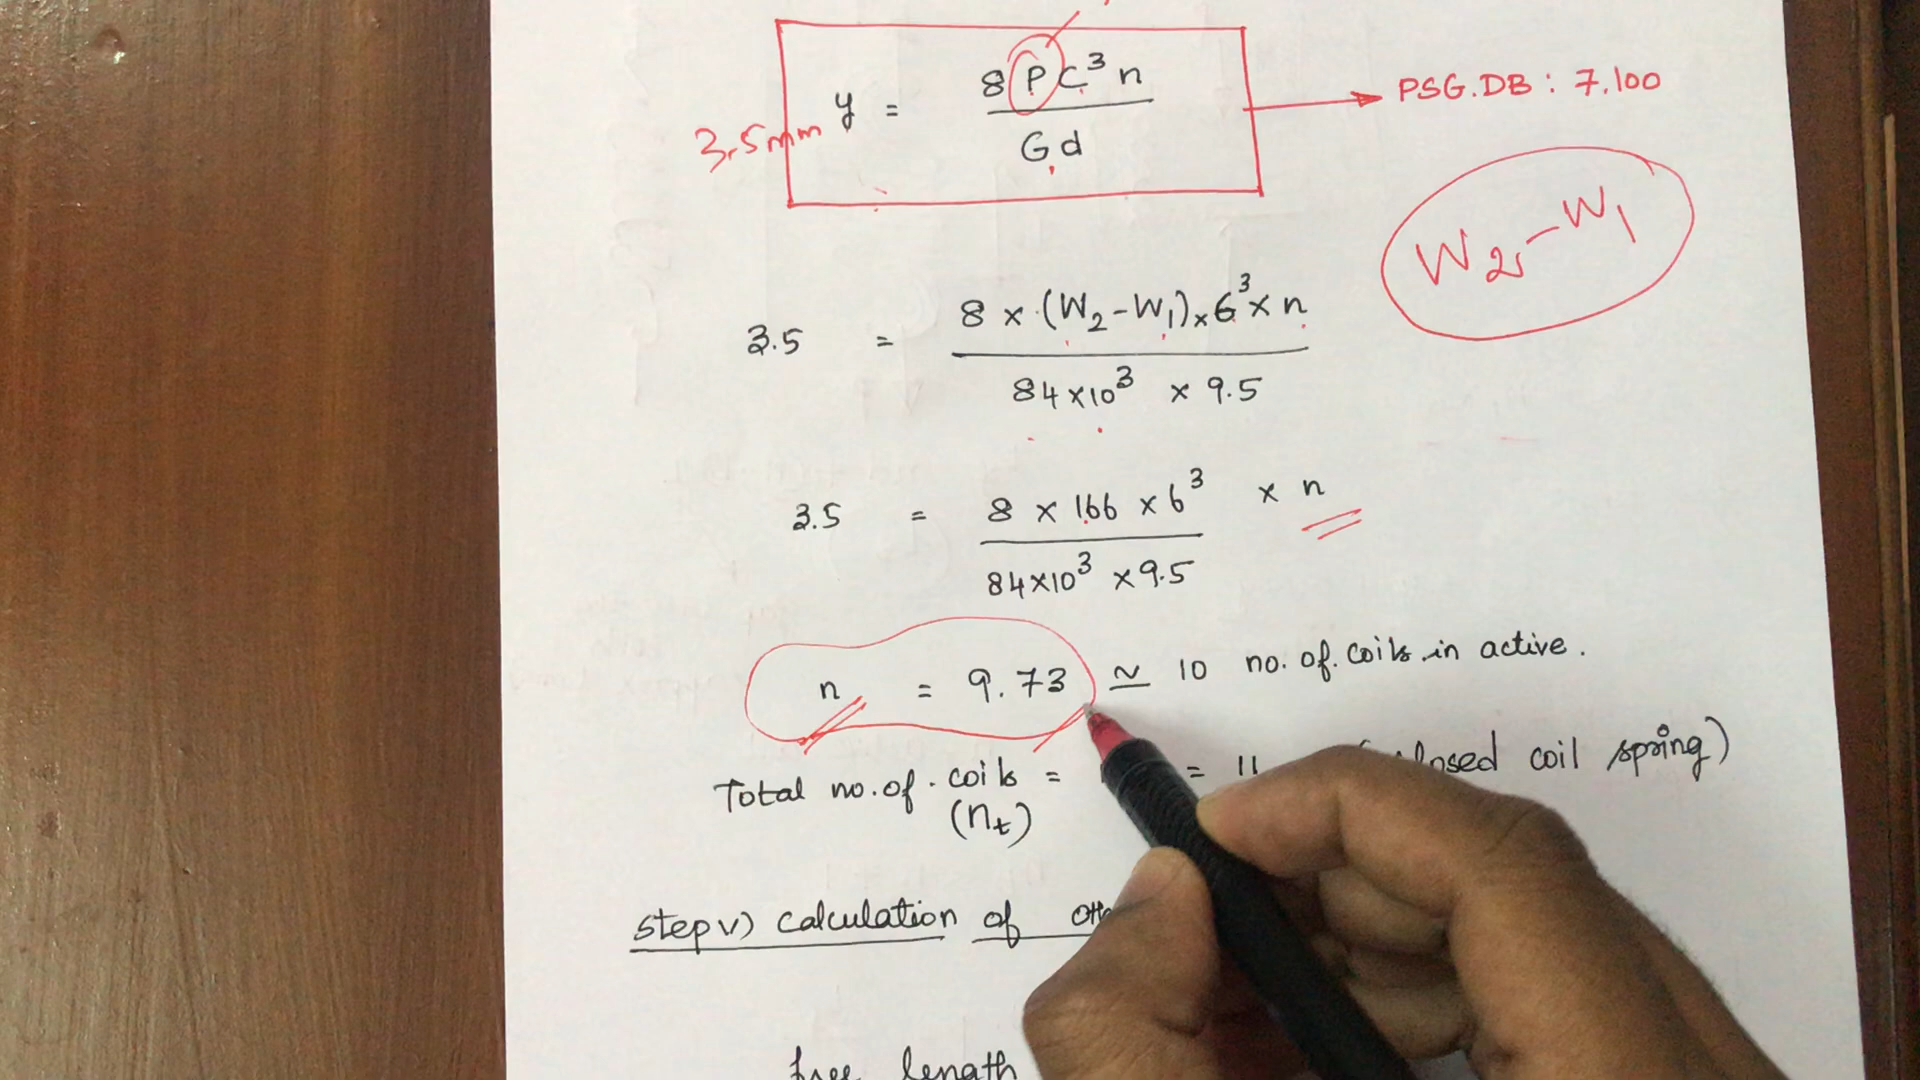 y = 8 P C³ n / G d → PSG.DB : 7.100
3.5mm
W₂-W₁
3.5 = 8 × (W₂-W₁) × 6³ × n / 84×10³ × 9.5
3.5 = 8 × 166 × 6³ / 84×10³ × 9.5 × n
n = 9.73 ≃ 10 no. of. coils in active.
Total no. of. coils = = 11 coil spring)
(nt)
step v) calculation of
free length